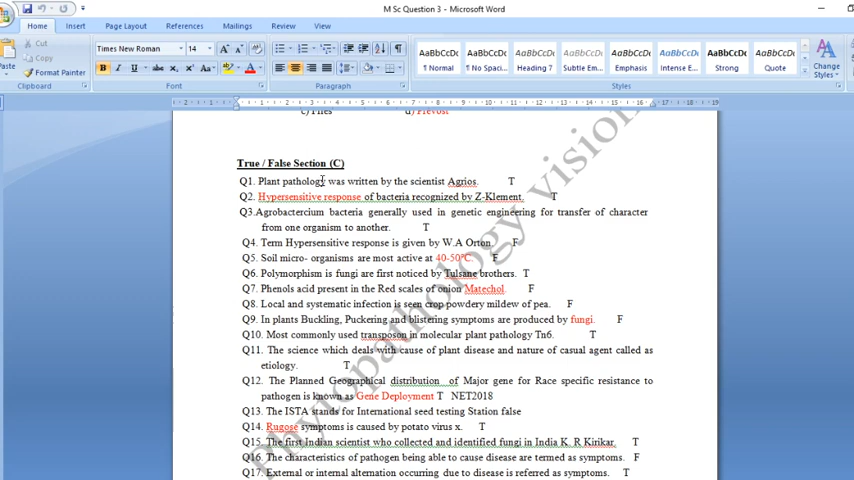 M Sc Question 3 - Microsoft Word
Home Insert Page Layout References Mailings Review View
Cut
Copy
Format Painter
Clipboard
Times New Roman 14
Font
Paragraph
AaBbCcDc AaBbCcDc AaBbCcDc AaBbCcDc AaBbCcDc AaBbCcDc AaBbCcDc AaBbCcDc
¶ Normal ¶ No Spaci... Heading 7 Subtle Em... Emphasis Intense E... Strong Quote
Styles
Change Styles
True / False Section (C)
Q1. Plant pathology was written by the scientist Agrios. T
Q2. Hypersensitive response of bacteria recognized by Z-Klement. T
Q3.Agrobactercium bacteria generally used in genetic engineering for transfer of character
from one organism to another. T
Q4. Term Hypersensitive response is given by W.A Orton. F
Q5. Soil micro- organisms are most active at 40-50°C. F
Q6. Polymorphism is fungi are first noticed by Tulsane brothers. T
Q7. Phenols acid present in the Red scales of onion Matechol. F
Q8. Local and systematic infection is seen crop powdery mildew of pea. F
Q9. In plants Buckling, Puckering and blistering symptoms are produced by fungi. F
Q10. Most commonly used transposon in molecular plant pathology Tn6. T
Q11. The science which deals with cause of plant disease and nature of casual agent called as
etiology. T
Q12. The Planned Geographical distribution of Major gene for Race specific resistance to
pathogen is known as Gene Deployment T NET2018
Q13. The ISTA stands for International seed testing Station false
Q14. Rugose symptoms is caused by potato virus x. T
Q15. The first Indian scientist who collected and identified fungi in India K. R Kirikar. T
Q16. The characteristics of pathogen being able to cause disease are termed as symptoms. F
Q17. External or internal alternation occurring due to disease is referred as symptoms. T
Phytopathology vision